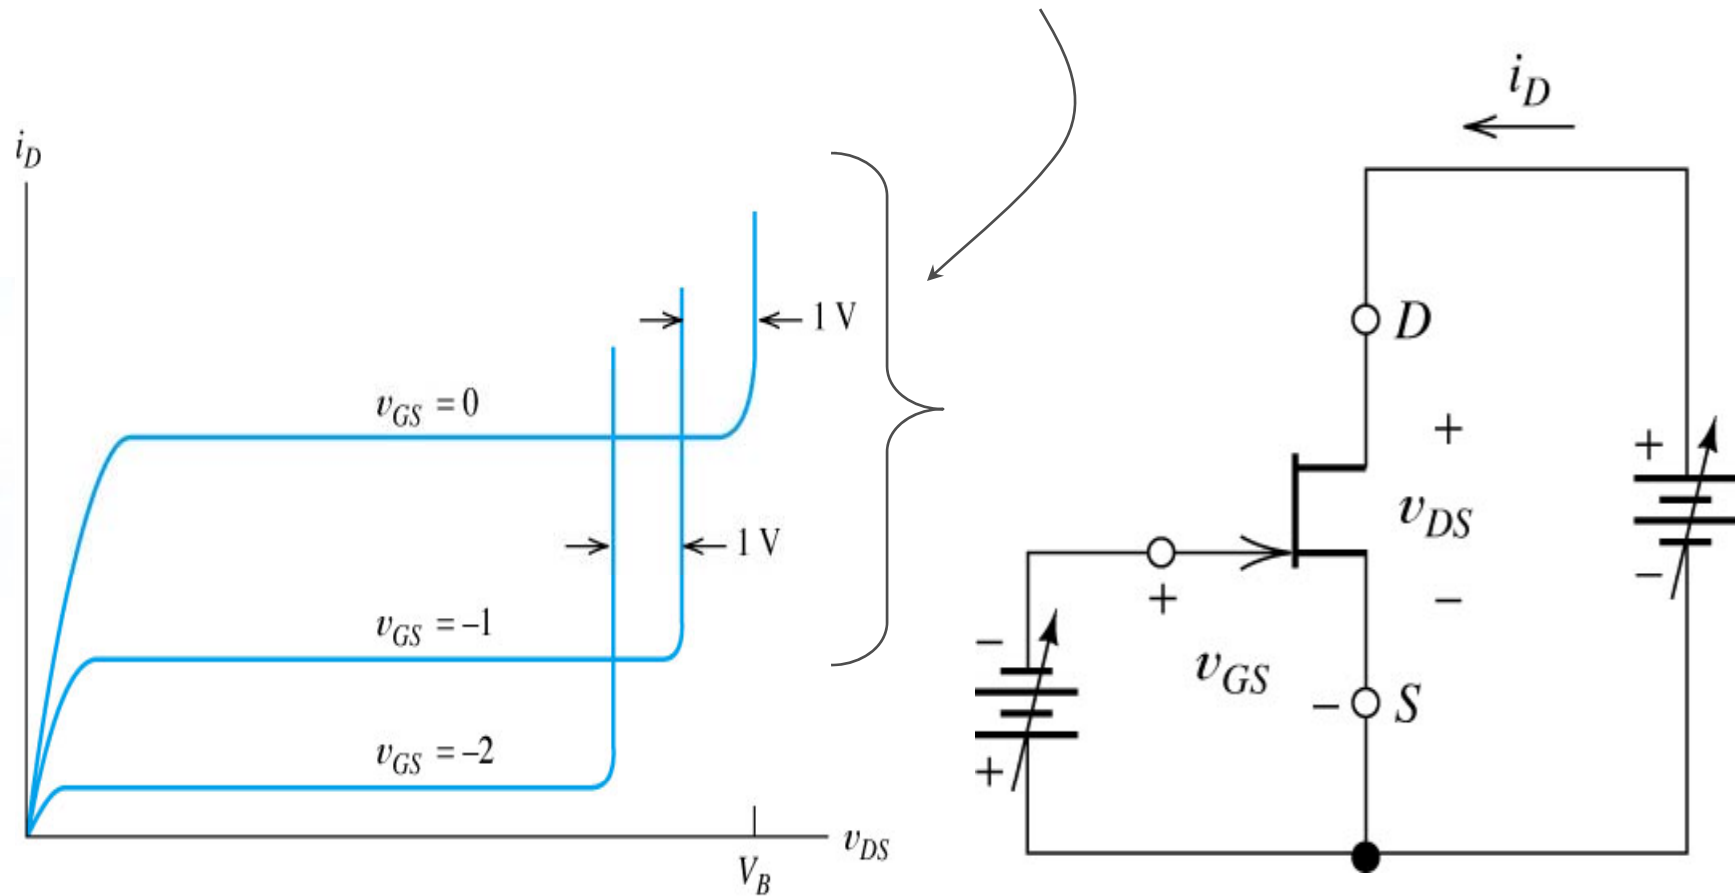 i_D
1 V
v_GS = 0
1 V
v_GS = –1
v_GS = –2
v_DS
V_B
i_D
D
+
v_DS
–
+
–
+
v_GS
–
+
– S